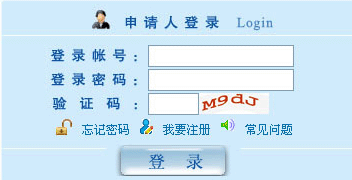 申请人登录 Login
登录帐号：
登录密码：
验证码： M9dJ
忘记密码 我要注册 常见问题
登录